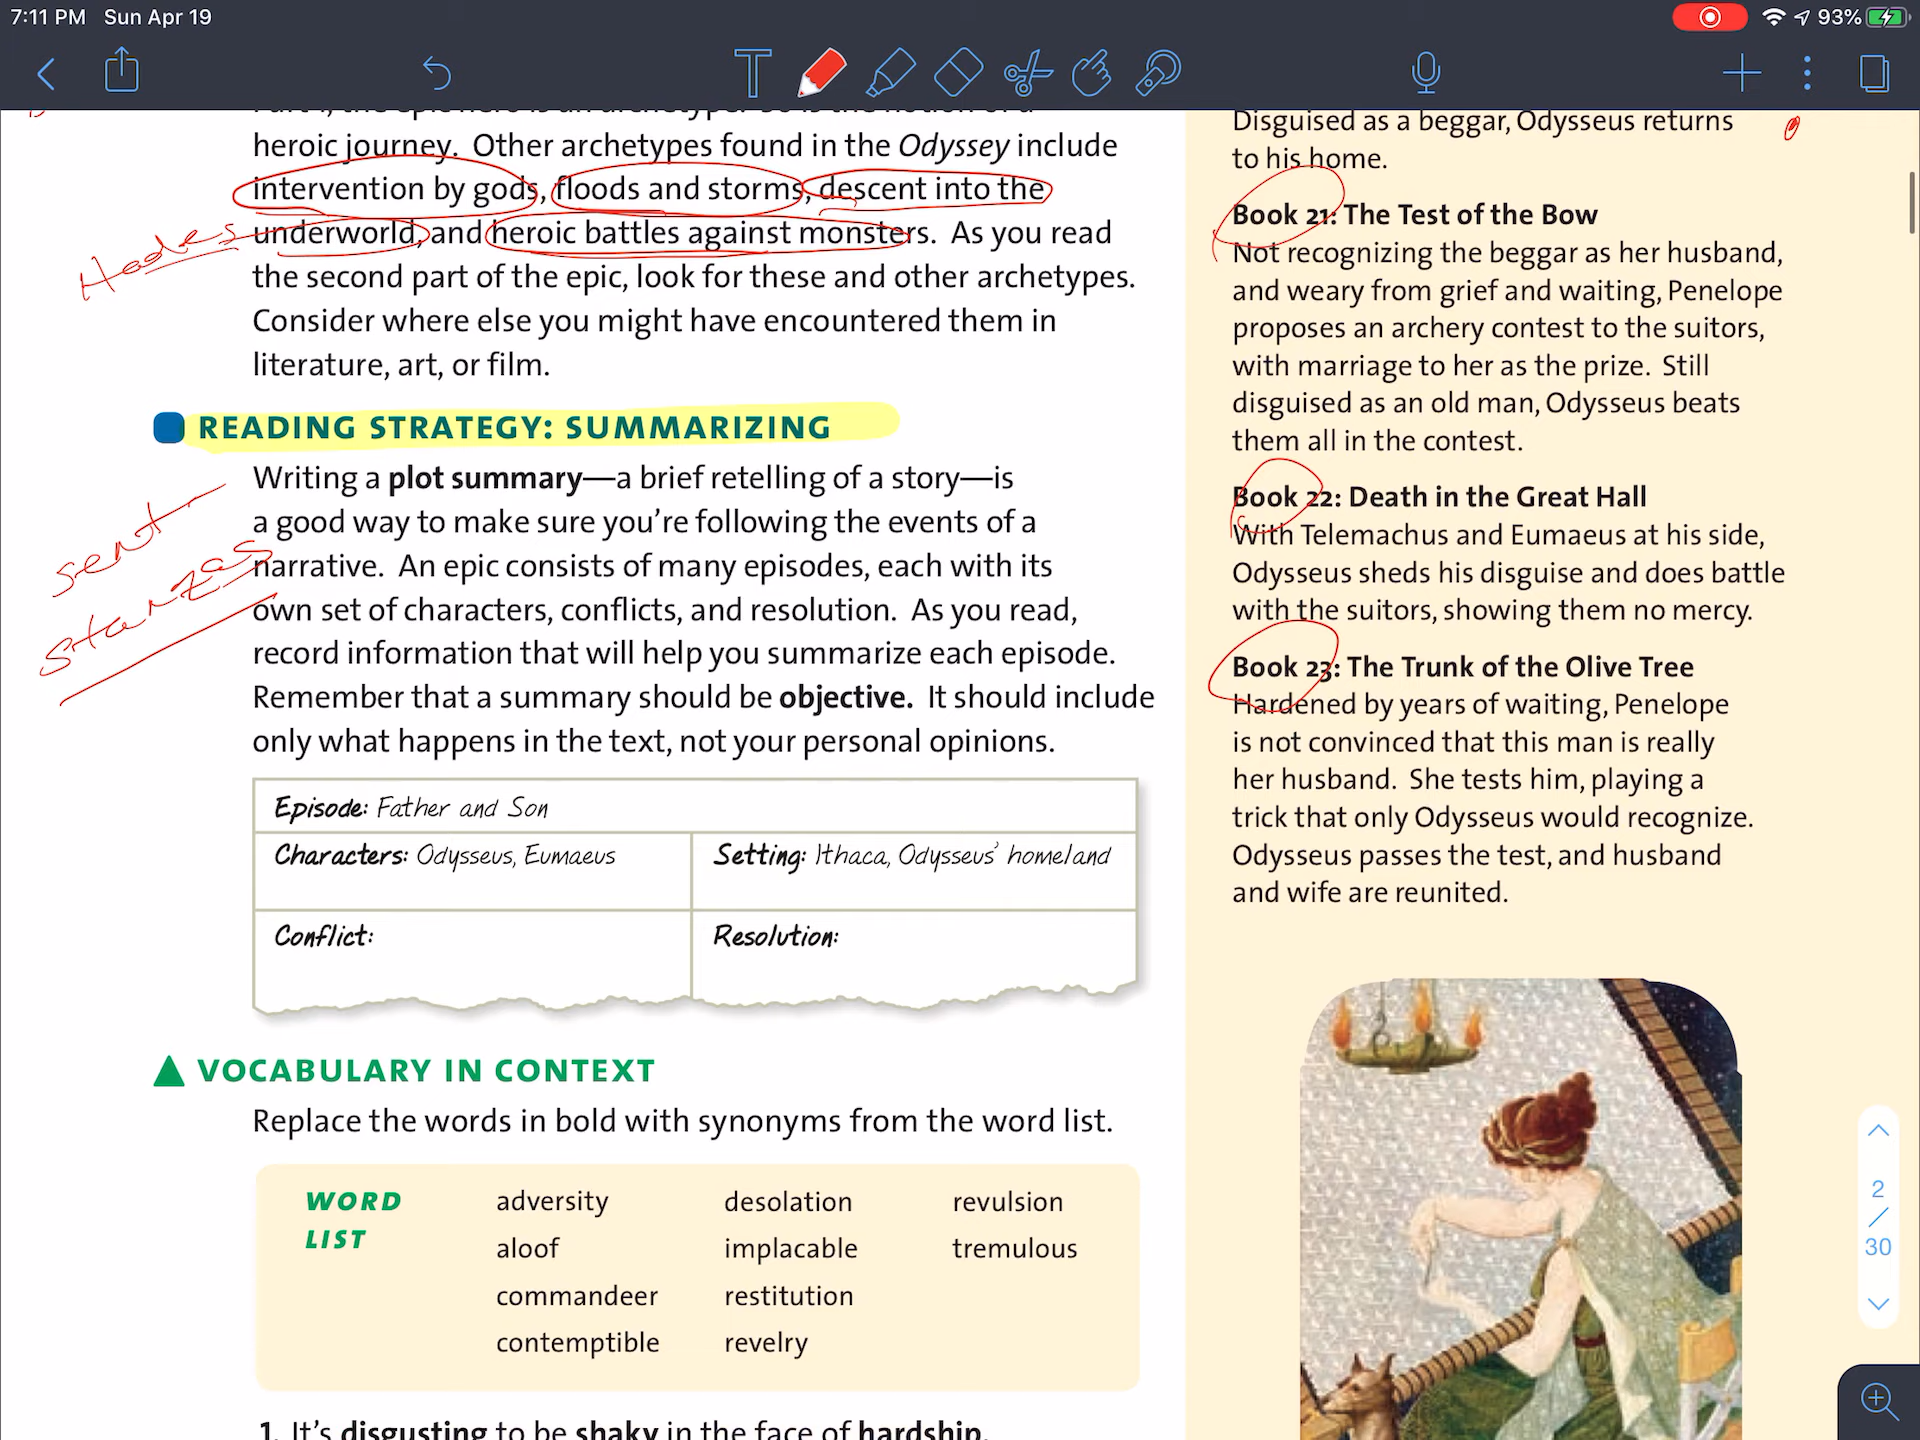 7:11 PM Sun Apr 19
93%
heroic journey. Other archetypes found in the Odyssey include
intervention by gods, floods and storms, descent into the
underworld, and heroic battles against monsters. As you read
the second part of the epic, look for these and other archetypes.
Consider where else you might have encountered them in
literature, art, or film.
Hades
READING STRATEGY: SUMMARIZING
Writing a plot summary—a brief retelling of a story—is
a good way to make sure you're following the events of a
narrative. An epic consists of many episodes, each with its
own set of characters, conflicts, and resolution. As you read,
record information that will help you summarize each episode.
Remember that a summary should be objective. It should include
only what happens in the text, not your personal opinions.
sent
stanzas
Episode: Father and Son
Characters: Odysseus, Eumaeus
Setting: Ithaca, Odysseus' homeland
Conflict:
Resolution:
VOCABULARY IN CONTEXT
Replace the words in bold with synonyms from the word list.
WORD LIST
adversity desolation revulsion
aloof implacable tremulous
commandeer restitution
contemptible revelry
1. It's disgusting to be shaky in the face of hardship.
Disguised as a beggar, Odysseus returns
to his home.
Book 21: The Test of the Bow
Not recognizing the beggar as her husband,
and weary from grief and waiting, Penelope
proposes an archery contest to the suitors,
with marriage to her as the prize. Still
disguised as an old man, Odysseus beats
them all in the contest.
Book 22: Death in the Great Hall
With Telemachus and Eumaeus at his side,
Odysseus sheds his disguise and does battle
with the suitors, showing them no mercy.
Book 23: The Trunk of the Olive Tree
Hardened by years of waiting, Penelope
is not convinced that this man is really
her husband. She tests him, playing a
trick that only Odysseus would recognize.
Odysseus passes the test, and husband
and wife are reunited.
2
/
30